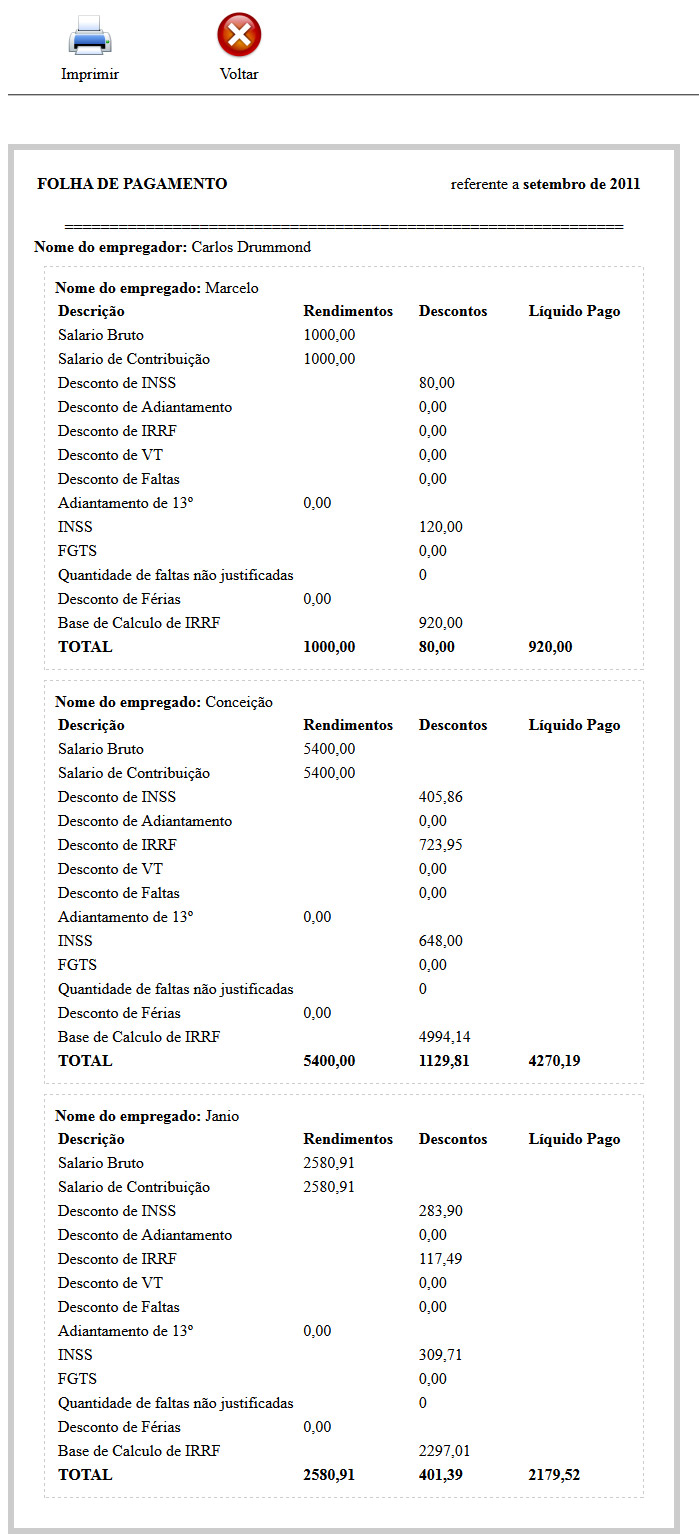 Imprimir Voltar
FOLHA DE PAGAMENTO referente a setembro de 2011
================================================================
Nome do empregador: Carlos Drummond
Nome do empregado: Marcelo
Descrição Rendimentos Descontos Líquido Pago
Salario Bruto 1000,00
Salario de Contribuição 1000,00
Desconto de INSS 80,00
Desconto de Adiantamento 0,00
Desconto de IRRF 0,00
Desconto de VT 0,00
Desconto de Faltas 0,00
Adiantamento de 13º 0,00
INSS 120,00
FGTS 0,00
Quantidade de faltas não justificadas 0
Desconto de Férias 0,00
Base de Calculo de IRRF 920,00
TOTAL 1000,00 80,00 920,00
Nome do empregado: Conceição
Descrição Rendimentos Descontos Líquido Pago
Salario Bruto 5400,00
Salario de Contribuição 5400,00
Desconto de INSS 405,86
Desconto de Adiantamento 0,00
Desconto de IRRF 723,95
Desconto de VT 0,00
Desconto de Faltas 0,00
Adiantamento de 13º 0,00
INSS 648,00
FGTS 0,00
Quantidade de faltas não justificadas 0
Desconto de Férias 0,00
Base de Calculo de IRRF 4994,14
TOTAL 5400,00 1129,81 4270,19
Nome do empregado: Janio
Descrição Rendimentos Descontos Líquido Pago
Salario Bruto 2580,91
Salario de Contribuição 2580,91
Desconto de INSS 283,90
Desconto de Adiantamento 0,00
Desconto de IRRF 117,49
Desconto de VT 0,00
Desconto de Faltas 0,00
Adiantamento de 13º 0,00
INSS 309,71
FGTS 0,00
Quantidade de faltas não justificadas 0
Desconto de Férias 0,00
Base de Calculo de IRRF 2297,01
TOTAL 2580,91 401,39 2179,52